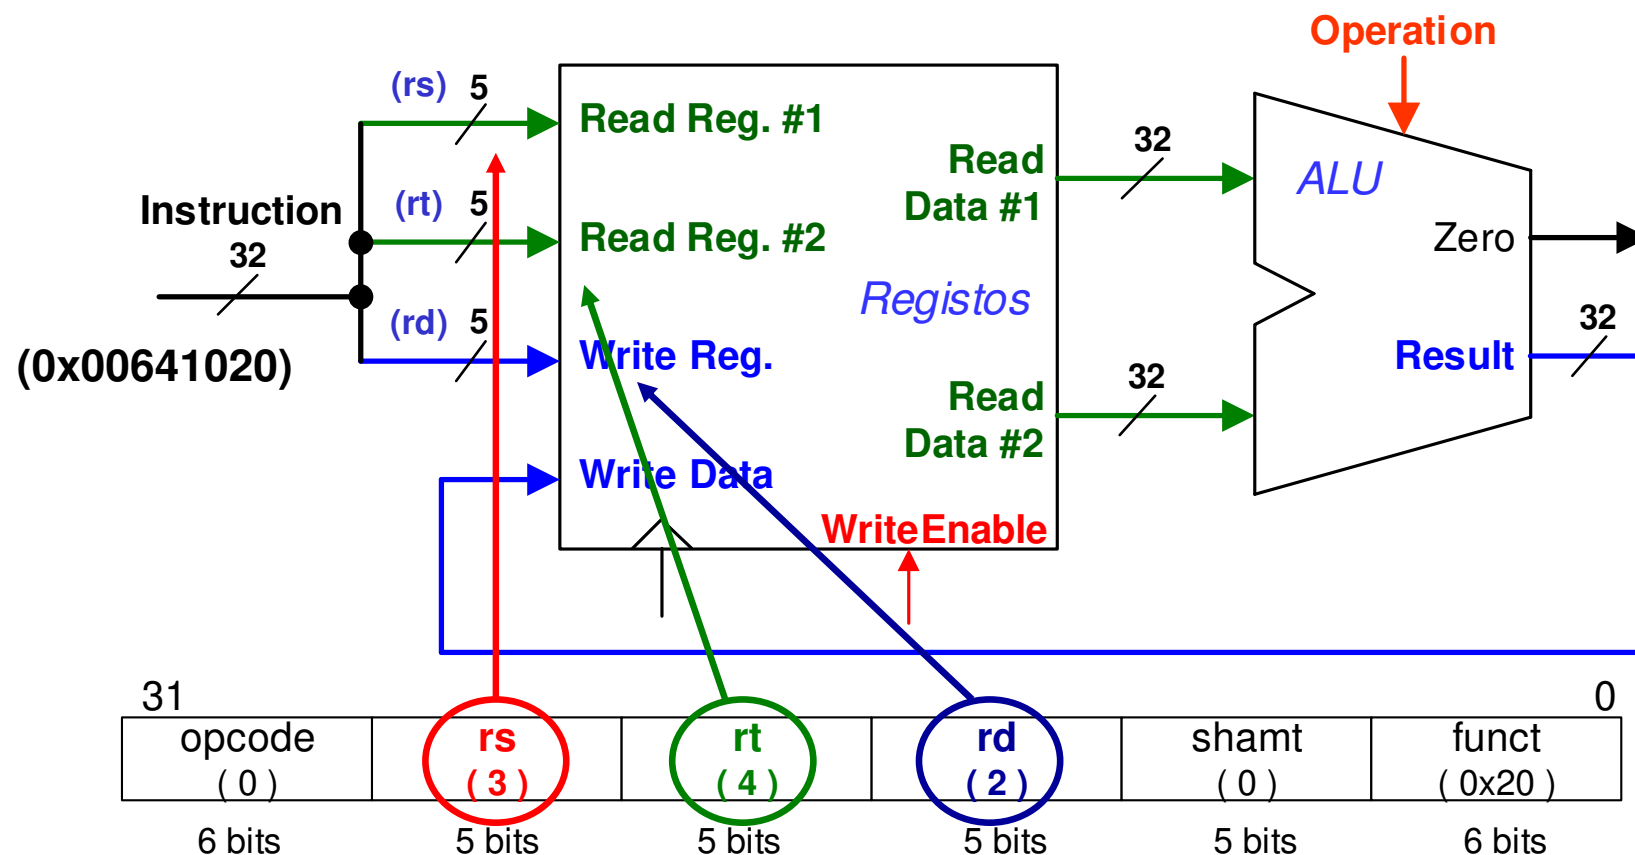 Operation
(rs) 5
Read Reg. #1
32
Read
Data #1
ALU
Instruction
32
(rt) 5
Read Reg. #2
Zero
Registos
(rd) 5
32
(0x00641020)
Write Reg.
Result
32
Read
Data #2
Write Data
WriteEnable
31 0
opcode rs rt rd shamt funct
( 0 ) ( 3 ) ( 4 ) ( 2 ) ( 0 ) ( 0x20 )
6 bits 5 bits 5 bits 5 bits 5 bits 6 bits